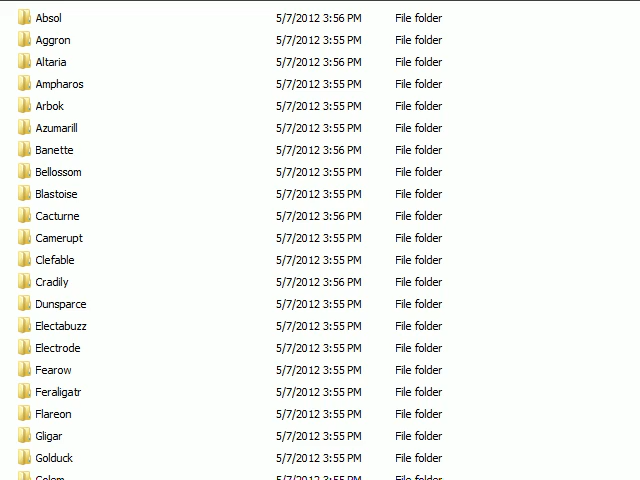 Absol 5/7/2012 3:56 PM File folder
Aggron 5/7/2012 3:55 PM File folder
Altaria 5/7/2012 3:56 PM File folder
Ampharos 5/7/2012 3:55 PM File folder
Arbok 5/7/2012 3:55 PM File folder
Azumarill 5/7/2012 3:55 PM File folder
Banette 5/7/2012 3:56 PM File folder
Bellossom 5/7/2012 3:55 PM File folder
Blastoise 5/7/2012 3:55 PM File folder
Cacturne 5/7/2012 3:56 PM File folder
Camerupt 5/7/2012 3:55 PM File folder
Clefable 5/7/2012 3:55 PM File folder
Cradily 5/7/2012 3:56 PM File folder
Dunsparce 5/7/2012 3:55 PM File folder
Electabuzz 5/7/2012 3:55 PM File folder
Electrode 5/7/2012 3:55 PM File folder
Fearow 5/7/2012 3:55 PM File folder
Feraligatr 5/7/2012 3:55 PM File folder
Flareon 5/7/2012 3:55 PM File folder
Gligar 5/7/2012 3:55 PM File folder
Golduck 5/7/2012 3:55 PM File folder
Golem 5/7/2012 3:55 PM File folder